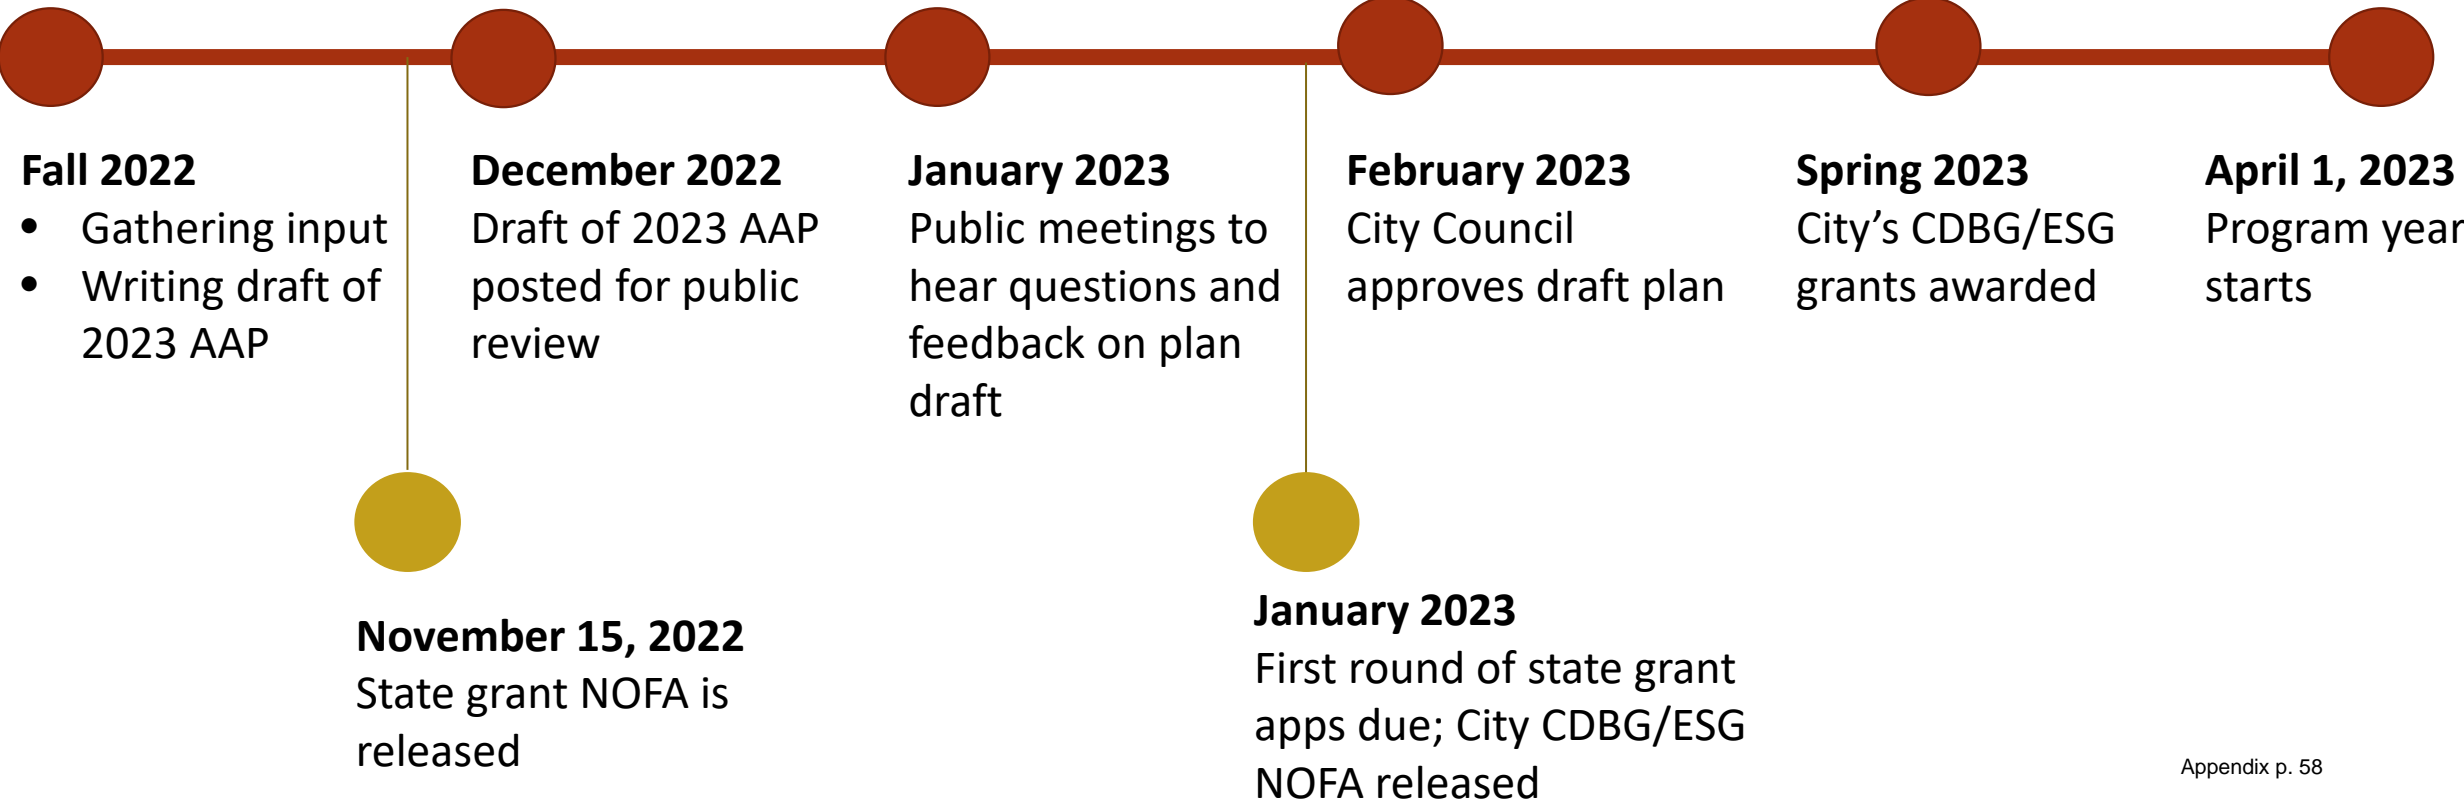 Fall 2022
• Gathering input
• Writing draft of
2023 AAP
December 2022
Draft of 2023 AAP
posted for public
review
January 2023
Public meetings to
hear questions and
feedback on plan
draft
February 2023
City Council
approves draft plan
Spring 2023
City’s CDBG/ESG
grants awarded
April 1, 2023
Program year
starts
November 15, 2022
State grant NOFA is
released
January 2023
First round of state grant
apps due; City CDBG/ESG
NOFA released
Appendix p. 58